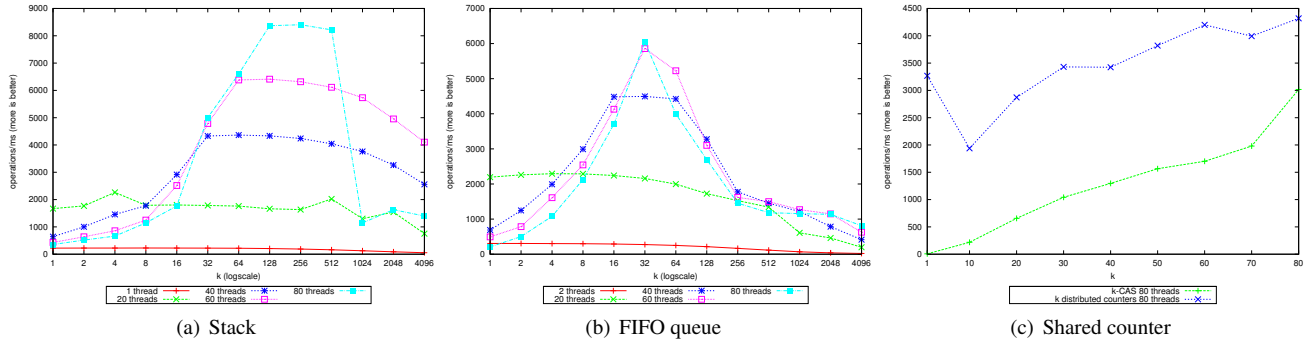 9000
8000
7000
6000
5000
4000
3000
2000
1000
0
operations/ms (more is better)
1 2 4 8 16 32 64 128 256 512 1024 2048 4096
k (logscale)
1 thread 40 threads 80 threads
20 threads 60 threads
(a) Stack
7000
6000
5000
4000
3000
2000
1000
0
operations/ms (more is better)
1 2 4 8 16 32 64 128 256 512 1024 2048 4096
k (logscale)
2 threads 40 threads 80 threads
20 threads 60 threads
(b) FIFO queue
4500
4000
3500
3000
2500
2000
1500
1000
500
0
operations/ms (more is better)
1 10 20 30 40 50 60 70 80
k
k-CAS 80 threads
k distributed counters 80 threads
(c) Shared counter